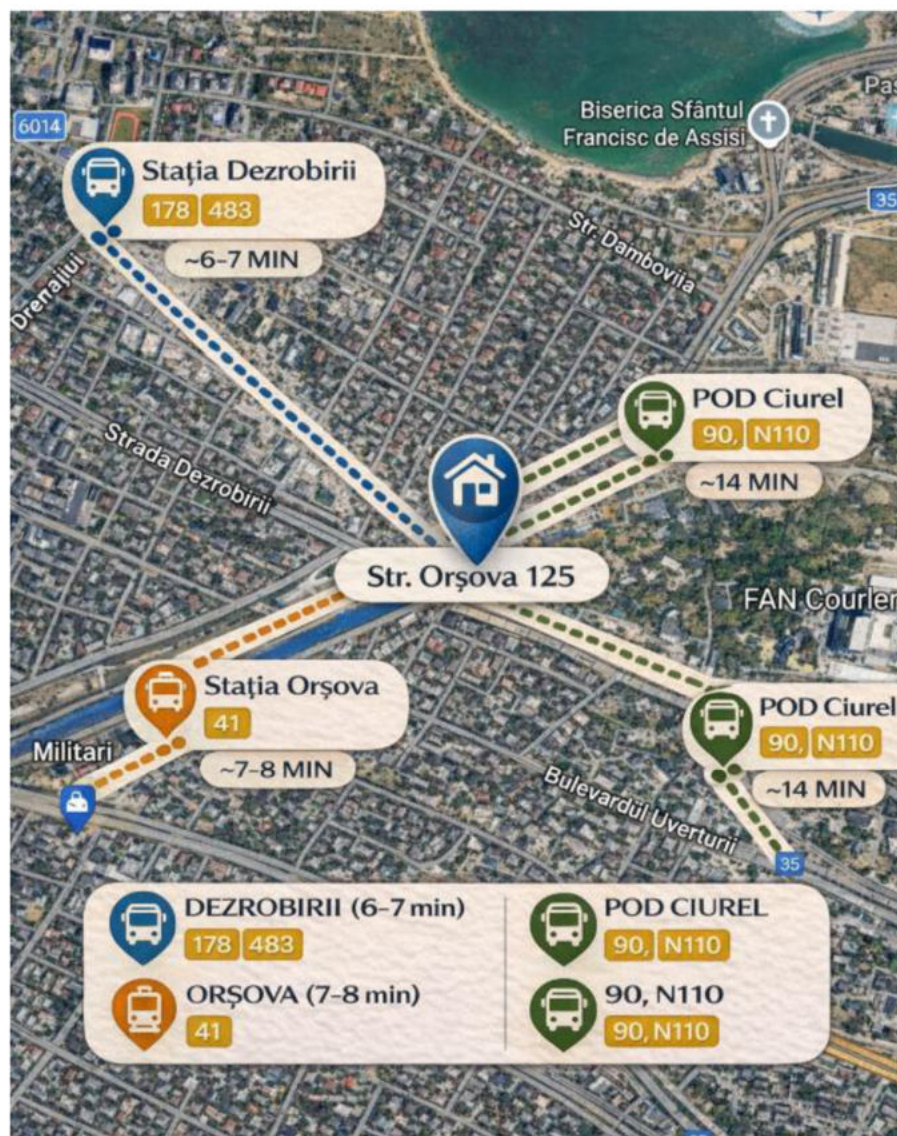 6014
Biserica Sfântul
Francisc de Assisi
Pas
35
Stația Dezrobirii
178 483
~6-7 MIN
Drenajului
Str. Dambovila
POD Ciurel
90, N110
~14 MIN
Strada Dezrobirii
Str. Orșova 125
FAN Courler
Stația Orșova
41
~7-8 MIN
Militari
POD Ciurel
90, N110
~14 MIN
Bulevardul Uverturii
35
DEZROBIRII (6-7 min)
178 483
ORȘOVA (7-8 min)
41
POD CIUREL
90, N110
90, N110
90, N110